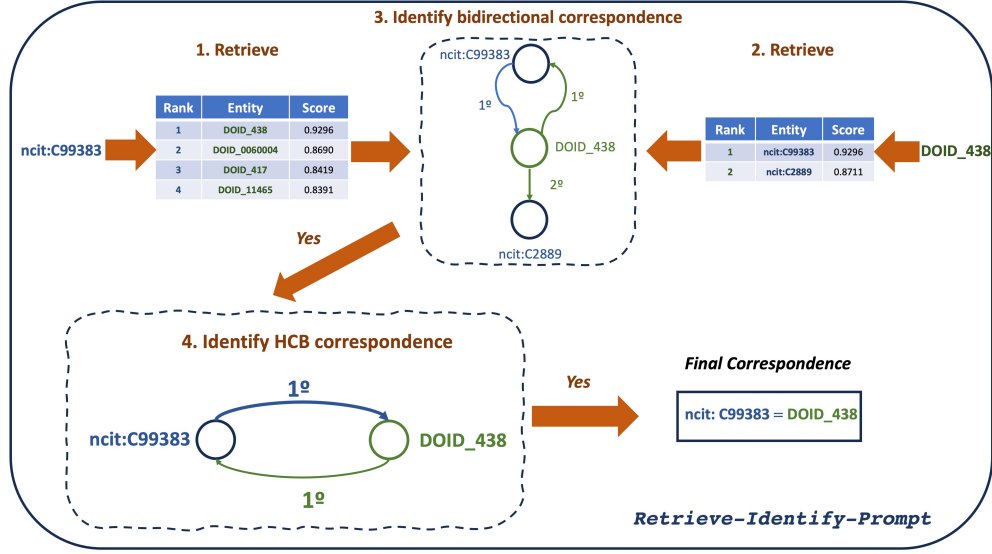 3. Identify bidirectional correspondence
1. Retrieve
2. Retrieve
ncit:C99383
Rank Entity Score
1 DOID_438 0.9296
2 DOID_0060004 0.8690
3 DOID_417 0.8419
4 DOID_11465 0.8391
ncit:C99383
1º
1º
DOID_438
2º
ncit:C2889
Rank Entity Score
1 ncit:C99383 0.9296
2 ncit:C2889 0.8711
DOID_438
Yes
4. Identify HCB correspondence
1º
ncit:C99383
DOID_438
1º
Yes
Final Correspondence
ncit: C99383 = DOID_438
Retrieve-Identify-Prompt